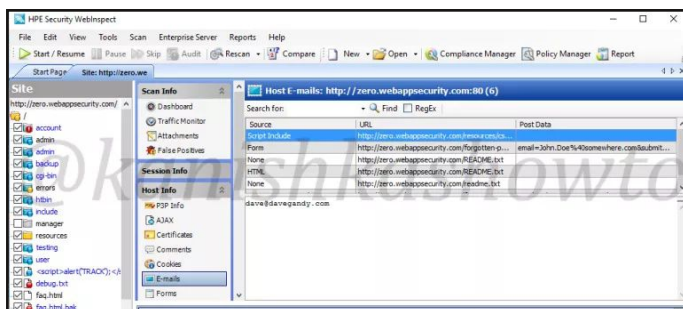 HPE Security WebInspect
File Edit View Tools Scan Enterprise Server Reports Help
Start / Resume Pause Skip Audit Rescan Compare New Open Compliance Manager Policy Manager Report
Start Page Site: http://zero.we
Site
http://zero.webappsecurity.com/
/
account
admin
admin
backup
cgi-bin
errors
htbin
include
manager
resources
testing
user
<script>alert('TRACK');</s
debug.txt
faq.html
faq.html.bak
Scan Info
Dashboard
Traffic Monitor
Attachments
False Positives
Session Info
Host Info
P3P Info
AJAX
Certificates
Comments
Cookies
E-mails
Forms
Host E-mails: http://zero.webappsecurity.com:80 (6)
Search for: Find RegEx
Source URL Post Data
Script Include http://zero.webappsecurity.com/resources/css...
Form http://zero.webappsecurity.com/forgotten-p... email=John.Doe%40somewhere.com&submit...
None http://zero.webappsecurity.com/README.txt
HTML http://zero.webappsecurity.com/README.txt
None http://zero.webappsecurity.com/readme.txt
dave@davegandy.com
@kanishkashowto